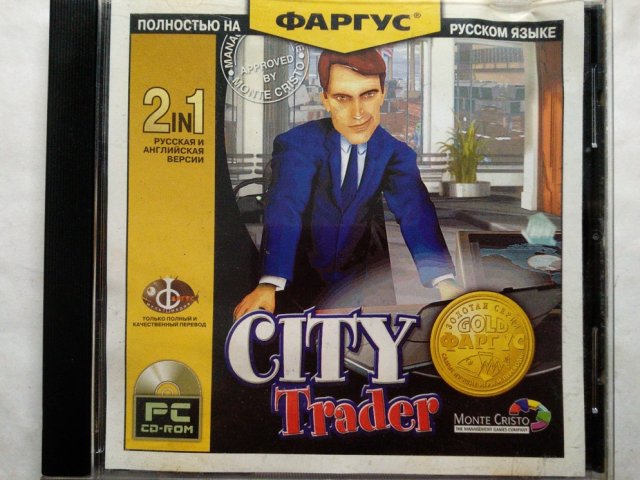 ПОЛНОСТЬЮ НА
ФАРГУС®
РУССКОМ ЯЗЫКЕ
APPROVED
BY
MONTE CRISTO
2IN1
РУССКАЯ И
АНГЛИЙСКАЯ
ВЕРСИИ
ТОЛЬКО ПОЛНЫЙ И
КАЧЕСТВЕННЫЙ ПЕРЕВОД
CITY
Trader
ЗОЛОТАЯ СЕРИЯ
GOLD
ФАРГУС
PC
CD-ROM
MONTE CRISTO
THE MANAGEMENT GAMES COMPANY